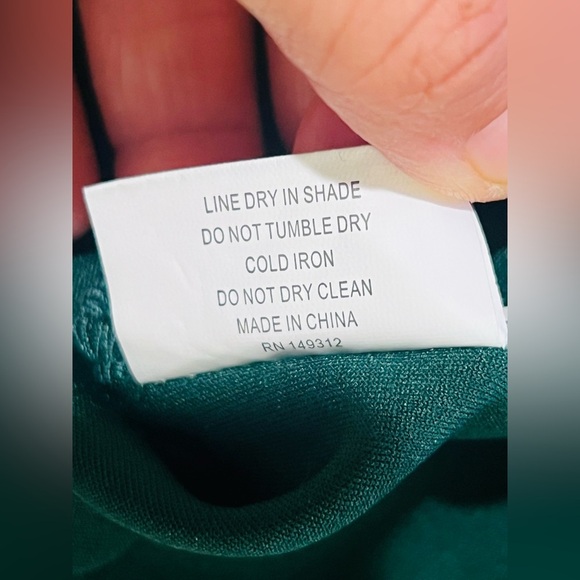 LINE DRY IN SHADE
DO NOT TUMBLE DRY
COLD IRON
DO NOT DRY CLEAN
MADE IN CHINA
RN 149312